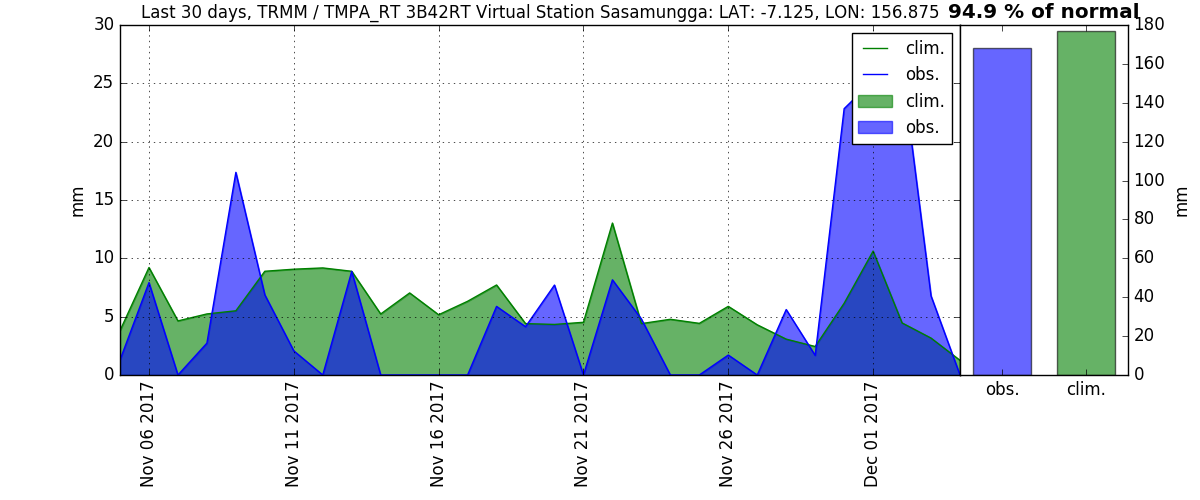 Last 30 days, TRMM / TMPA_RT 3B42RT Virtual Station Sasamungga: LAT: -7.125, LON: 156.875
94.9 % of normal
30
25
20
15
10
5
0
mm
clim.
obs.
clim.
obs.
Nov 06 2017
Nov 11 2017
Nov 16 2017
Nov 21 2017
Nov 26 2017
Dec 01 2017
180
160
140
120
100
80
60
40
20
0
mm
obs.
clim.